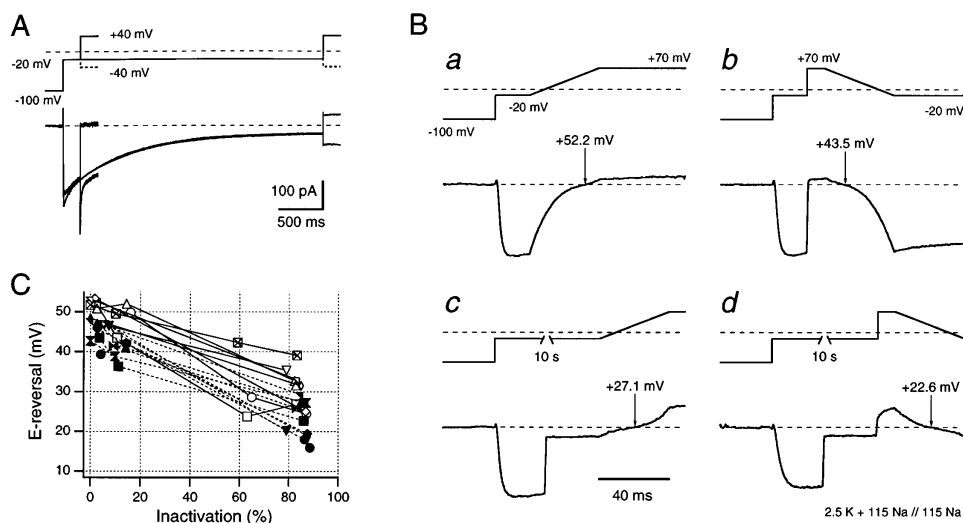 A
+40 mV
-20 mV
-40 mV
-100 mV
100 pA
500 ms
B
a
+70 mV
-20 mV
-100 mV
+52.2 mV
b
+70 mV
-20 mV
+43.5 mV
C
E-reversal (mV)
50
40
30
20
10
0
20
40
60
80
100
Inactivation (%)
c
10 s
+27.1 mV
40 ms
d
10 s
+22.6 mV
2.5 K + 115 Na // 115 Na